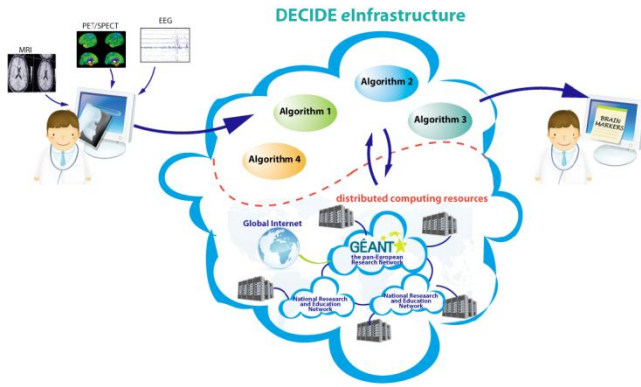 DECIDE eInfrastructure
PET/SPECT
EEG
MRI
Algorithm 2
Algorithm 1
Algorithm 3
Algorithm 4
BRAIN
MARKERS
distributed computing resources
Global Internet
GÉANT
the pan-European
Research Network
National Research
and Education
Network
National Research
and Education
Network